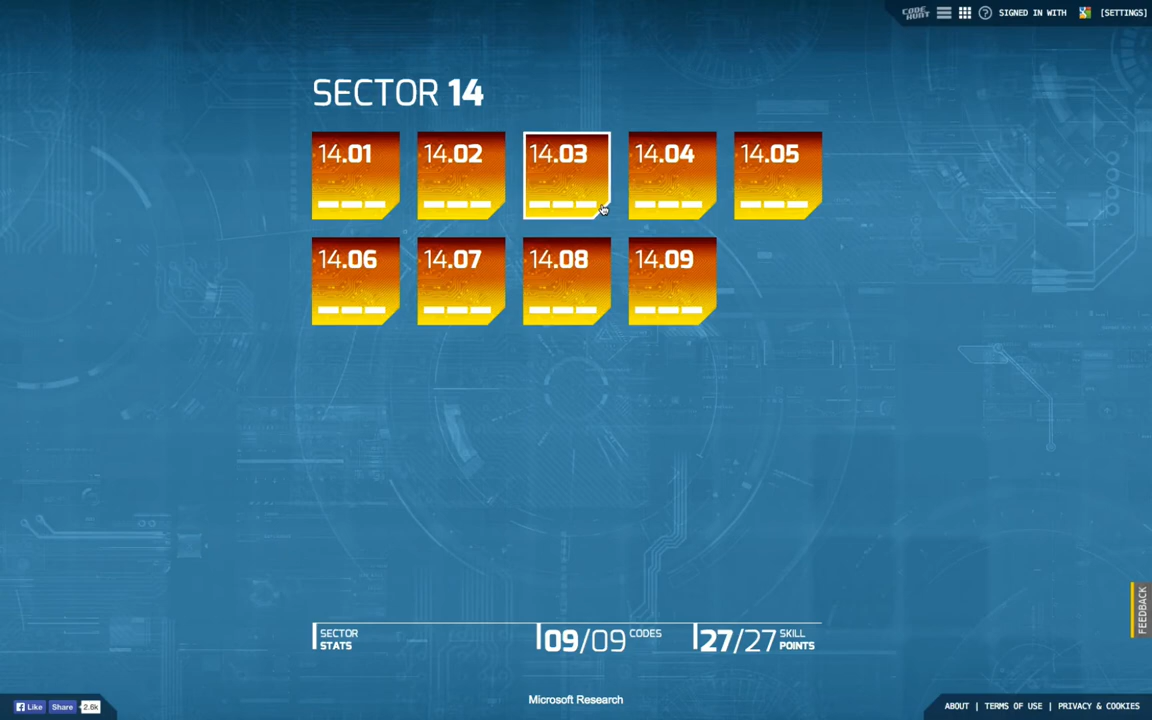 CODE HUNT
SIGNED IN WITH [SETTINGS]
SECTOR 14
14.01 14.02 14.03 14.04 14.05
14.06 14.07 14.08 14.09
SECTOR STATS
09/09 CODES
27/27 SKILL POINTS
FEEDBACK
Microsoft Research
Like Share 2.6k
ABOUT | TERMS OF USE | PRIVACY & COOKIES